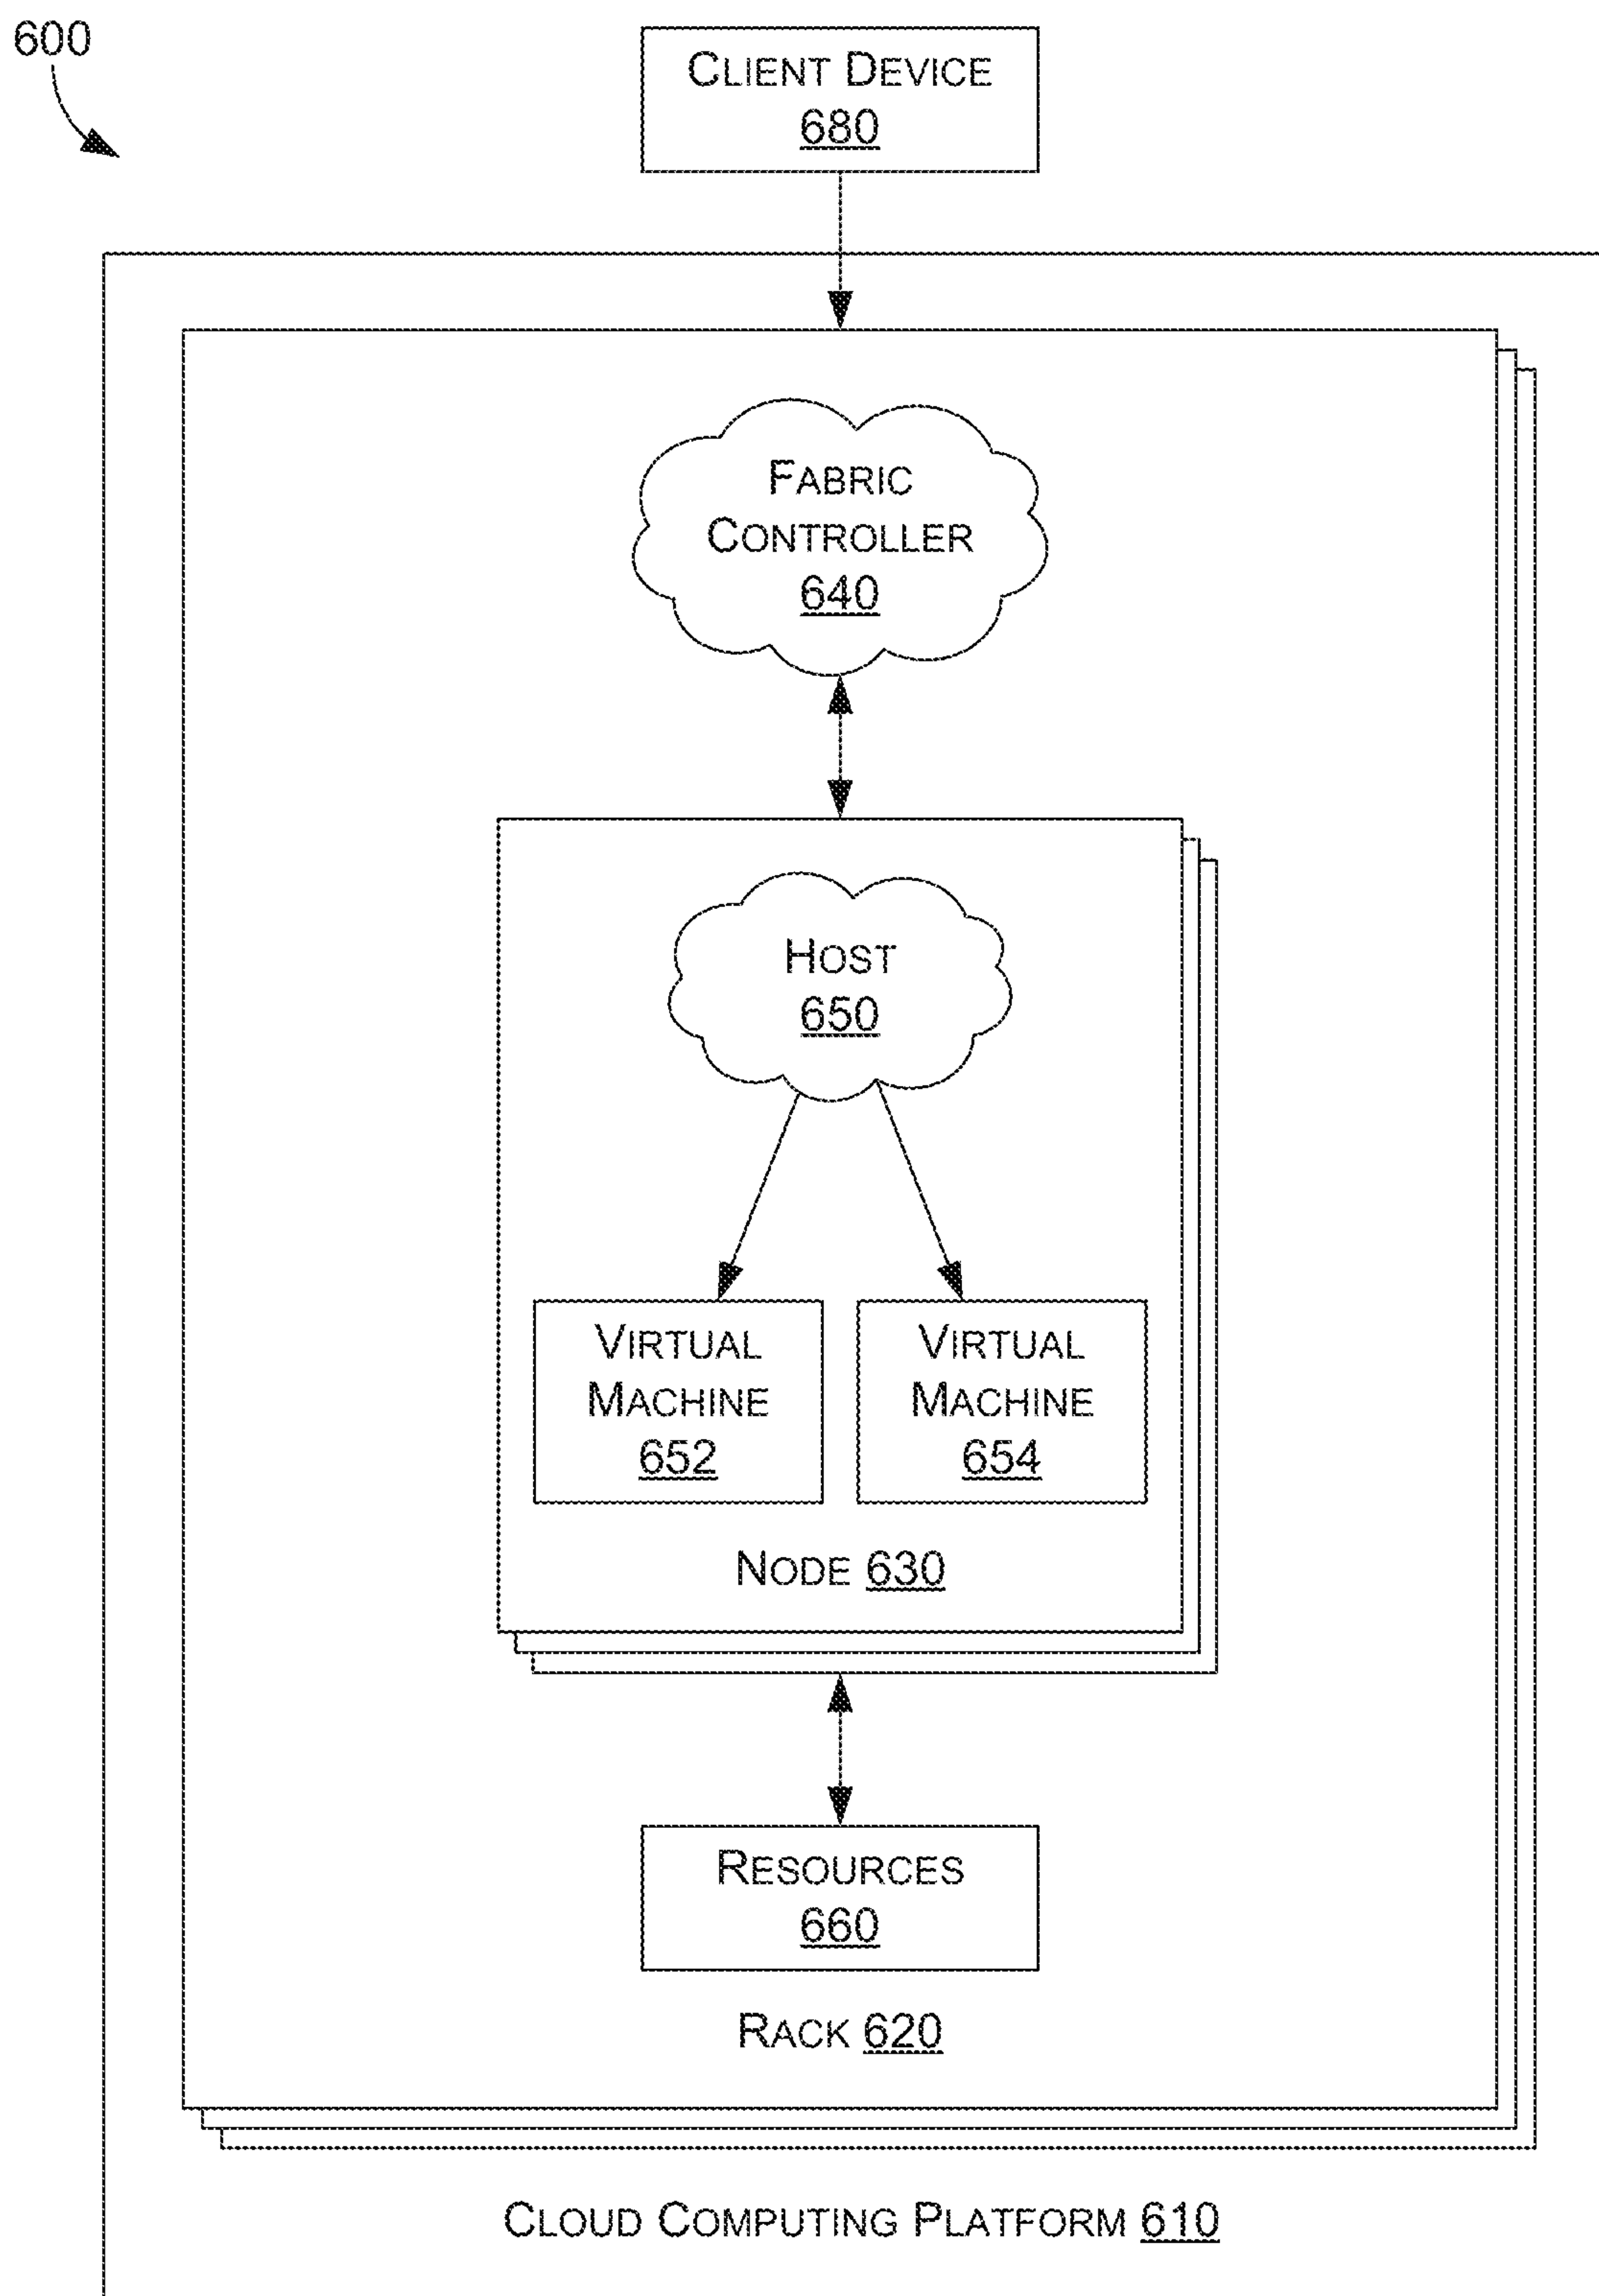 600
CLIENT DEVICE
680
FABRIC
CONTROLLER
640
HOST
650
VIRTUAL
MACHINE
652
VIRTUAL
MACHINE
654
NODE 630
RESOURCES
660
RACK 620
CLOUD COMPUTING PLATFORM 610